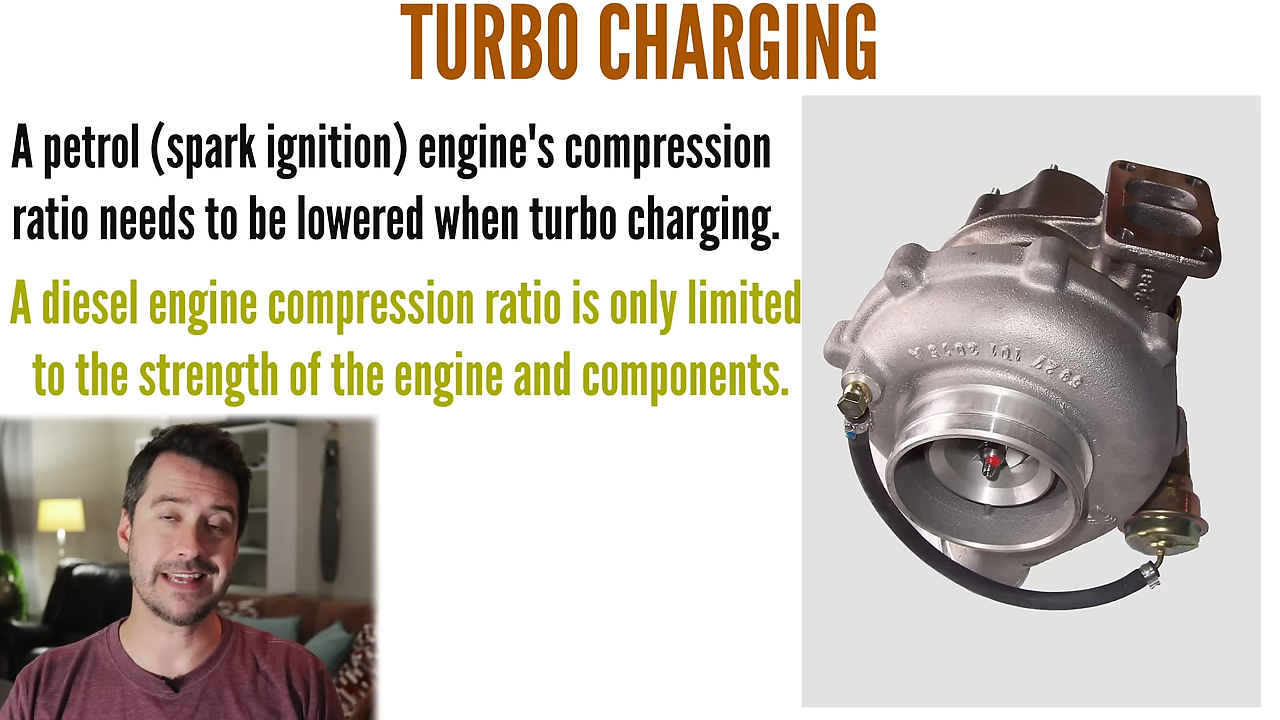 TURBO CHARGING
A petrol (spark ignition) engine's compression
ratio needs to be lowered when turbo charging.
A diesel engine compression ratio is only limited
to the strength of the engine and components.